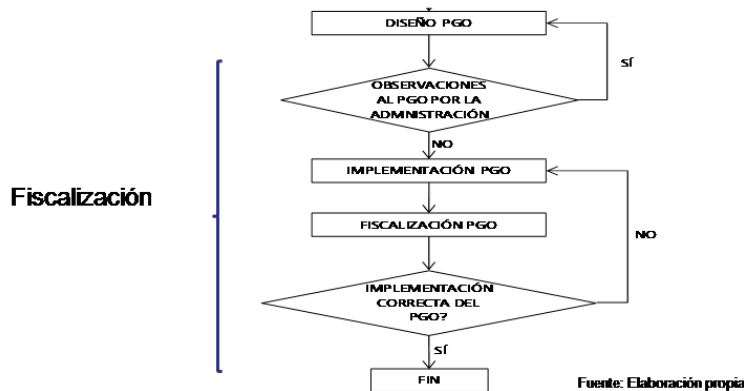 DISEÑO PGO
SÍ
OBSERVACIONES
AL PGO POR LA
ADMNISTRACIÓN
NO
IMPLEMENTACIÓN PGO
Fiscalización
FISCALIZACIÓN PGO
NO
IMPLEMENTACIÓN
CORRECTA DEL
PGO?
SÍ
FIN
Fuente: Elaboración propia